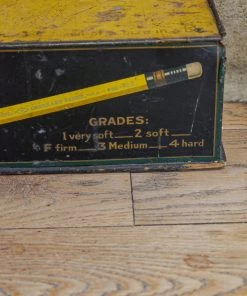 GRADES:
1 very soft 2 soft
F firm 3 Medium 4 hard